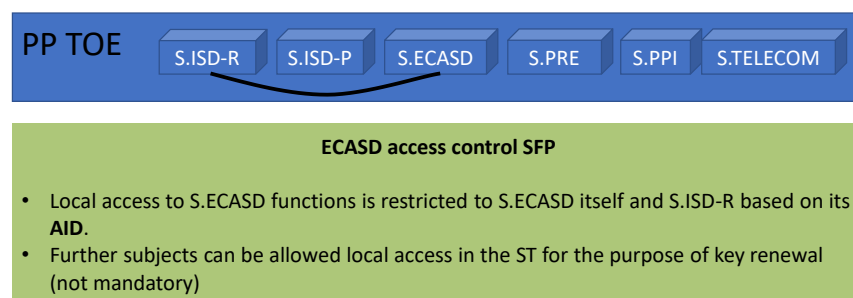 PP TOE
S.ISD-R S.ISD-P S.ECASD S.PRE S.PPI S.TELECOM
ECASD access control SFP
• Local access to S.ECASD functions is restricted to S.ECASD itself and S.ISD-R based on its
AID.
• Further subjects can be allowed local access in the ST for the purpose of key renewal
(not mandatory)